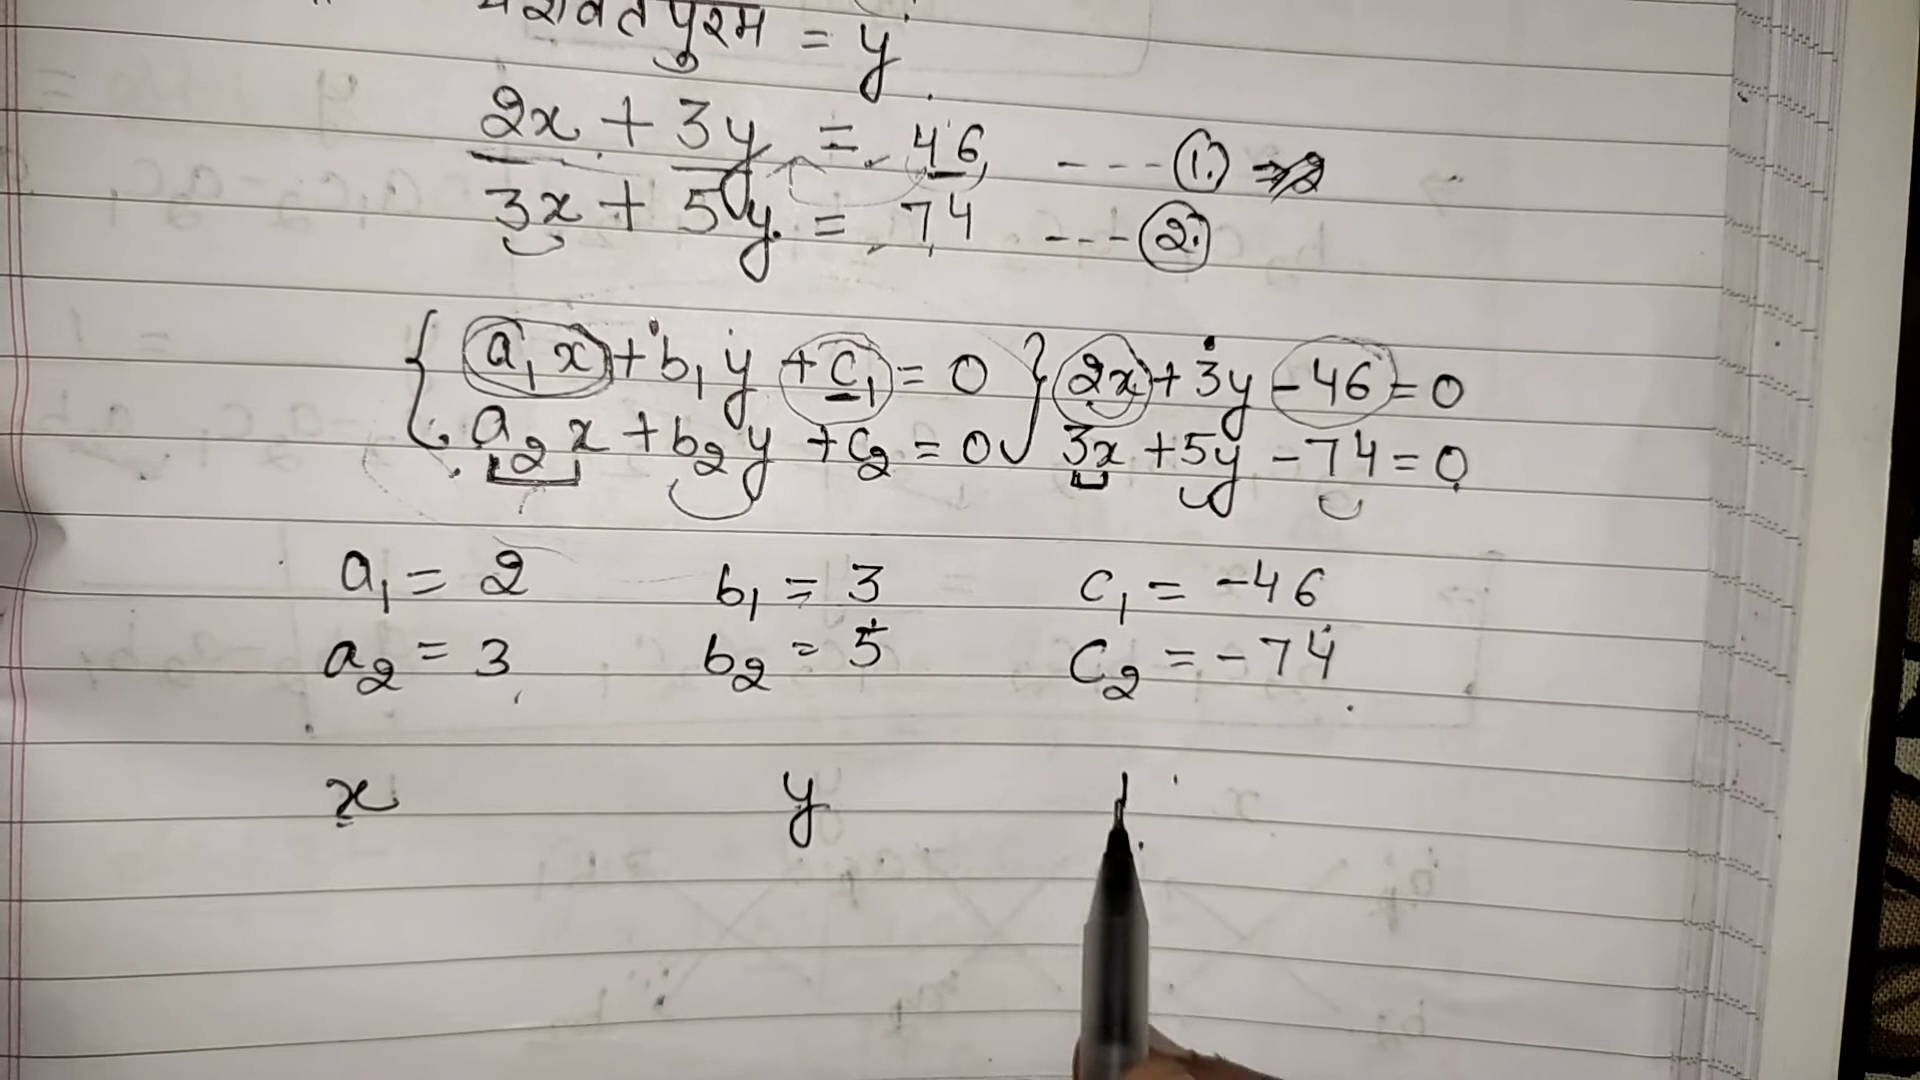 यशवंतपुरम = y
2x + 3y = 46 ---①
3x + 5y = 74 ---②
{ a₁x + b₁y + c₁ = 0 } 2x + 3y - 46 = 0
a₂x + b₂y + c₂ = 0 3x + 5y - 74 = 0
a₁ = 2 b₁ = 3 c₁ = -46
a₂ = 3 b₂ = 5 c₂ = -74
x y 1